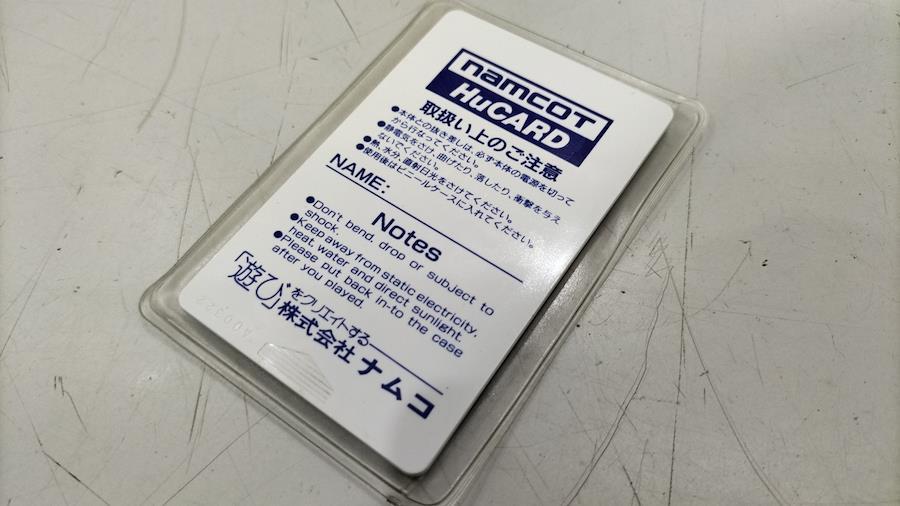 namcoT
HuCARD
取扱い上のご注意
●本体との抜き差しは、必ず本体の電源を切って
から行なってください。
●静電気をさけ、曲げたり、落したり、衝撃を与え
ないでください。
●熱、水分、直射日光をさけてください。
●使用後はビニールケースに入れてください。
NAME:
Notes
●Don't bend, drop or subject to
shock.
●Keep away from static electricity,
heat, water and direct sunlight.
●Please put back in-to the case
after you played.
「遊び」をクリエイトする
株式会社ナムコ